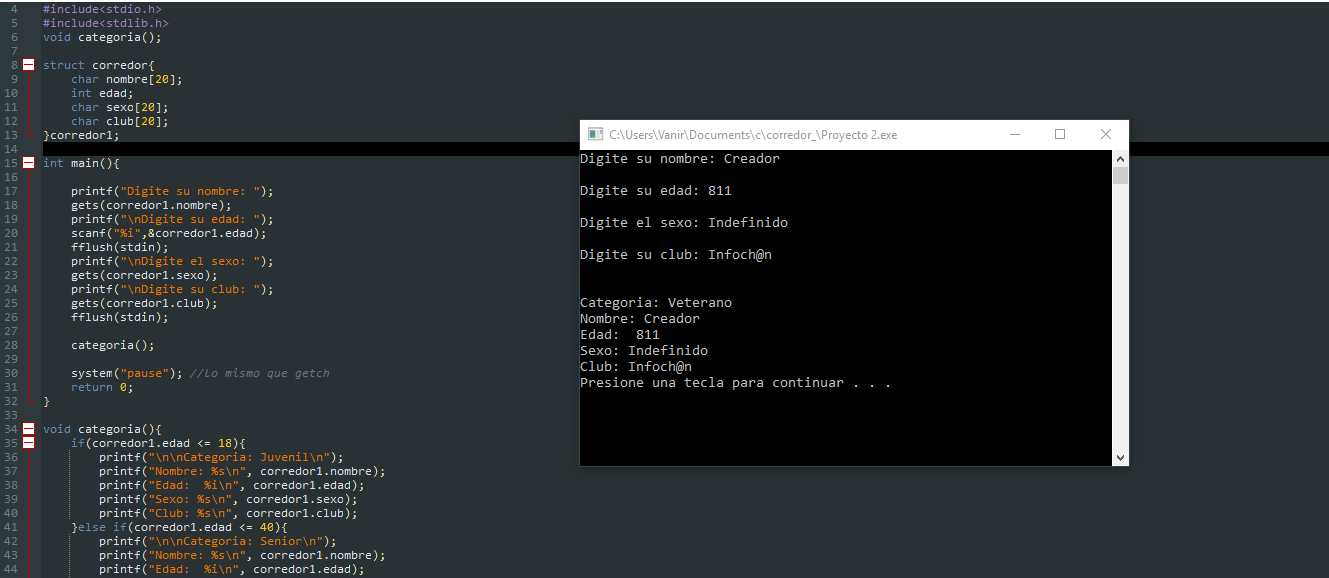 4 #include<stdio.h>
5 #include<stdlib.h>
6 void categoria();
7
8 struct corredor{
9 char nombre[20];
10 int edad;
11 char sexo[20];
12 char club[20];
13 }corredor1;
14
15 int main(){
16
17 printf("Digite su nombre: ");
18 gets(corredor1.nombre);
19 printf("\nDigite su edad: ");
20 scanf("%i",&corredor1.edad);
21 fflush(stdin);
22 printf("\nDigite el sexo: ");
23 gets(corredor1.sexo);
24 printf("\nDigite su club: ");
25 gets(corredor1.club);
26 fflush(stdin);
27
28 categoria();
29
30 system("pause"); //lo mismo que getch
31 return 0;
32 }
33
34 void categoria(){
35 if(corredor1.edad <= 18){
36 printf("\n\nCategoria: Juvenil\n");
37 printf("Nombre: %s\n", corredor1.nombre);
38 printf("Edad:  %i\n", corredor1.edad);
39 printf("Sexo: %s\n", corredor1.sexo);
40 printf("Club: %s\n", corredor1.club);
41 }else if(corredor1.edad <= 40){
42 printf("\n\nCategoria: Senior\n");
43 printf("Nombre: %s\n", corredor1.nombre);
44 printf("Edad:  %i\n", corredor1.edad);
C:\Users\Vanir\Documents\c\corredor_\Proyecto 2.exe
Digite su nombre: Creador
Digite su edad: 811
Digite el sexo: Indefinido
Digite su club: Infoch@n
Categoria: Veterano
Nombre: Creador
Edad:  811
Sexo: Indefinido
Club: Infoch@n
Presione una tecla para continuar . . .